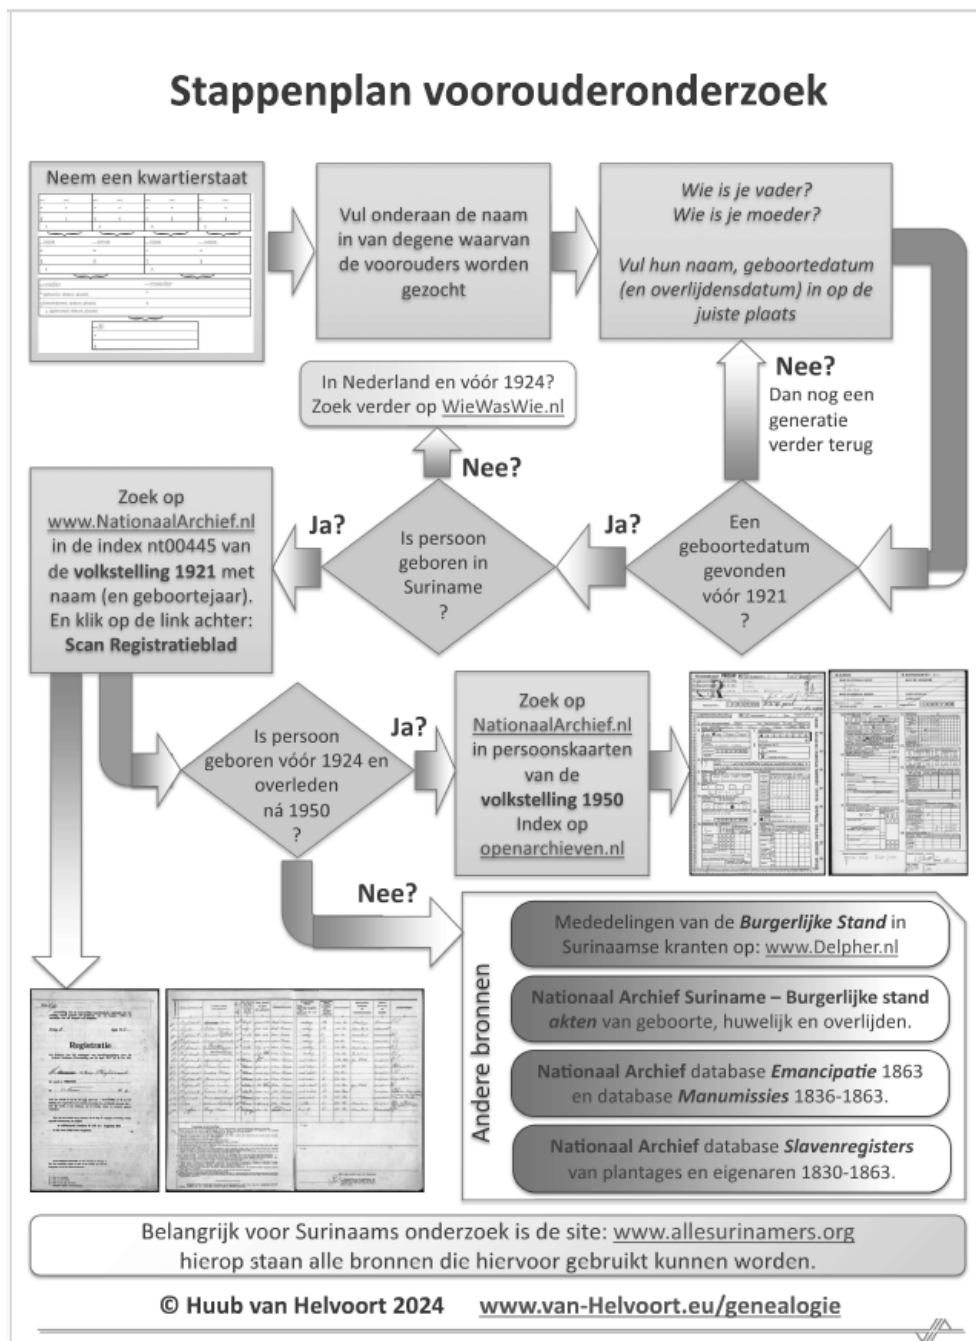 Stappenplan voorouderonderzoek
Neem een kwartierstaat
Vul onderaan de naam
in van degene waarvan
de voorouders worden
gezocht
Wie is je vader?
Wie is je moeder?
Vul hun naam, geboortedatum
(en overlijdensdatum) in op de
juiste plaats
Nee?
Dan nog een
generatie
verder terug
In Nederland en vóór 1924?
Zoek verder op WieWasWie.nl
Nee?
Een
geboortedatum
gevonden
vóór 1921
?
Ja?
Is persoon
geboren in
Suriname
?
Ja?
Zoek op
www.NationaalArchief.nl
in de index nt00445 van
de volkstelling 1921 met
naam (en geboortejaar).
En klik op de link achter:
Scan Registratieblad
Is persoon
geboren vóór 1924 en
overleden
ná 1950
?
Ja?
Zoek op
NationaalArchief.nl
in persoonskaarten
van de
volkstelling 1950
Index op
openarchieven.nl
Nee?
Registratie
Andere bronnen
Mededelingen van de Burgerlijke Stand in
Surinaamse kranten op: www.Delpher.nl
Nationaal Archief Suriname – Burgerlijke stand
akten van geboorte, huwelijk en overlijden.
Nationaal Archief database Emancipatie 1863
en database Manumissies 1836-1863.
Nationaal Archief database Slavenregisters
van plantages en eigenaren 1830-1863.
Belangrijk voor Surinaams onderzoek is de site: www.allesurinamers.org
hierop staan alle bronnen die hiervoor gebruikt kunnen worden.
© Huub van Helvoort 2024 www.van-Helvoort.eu/genealogie